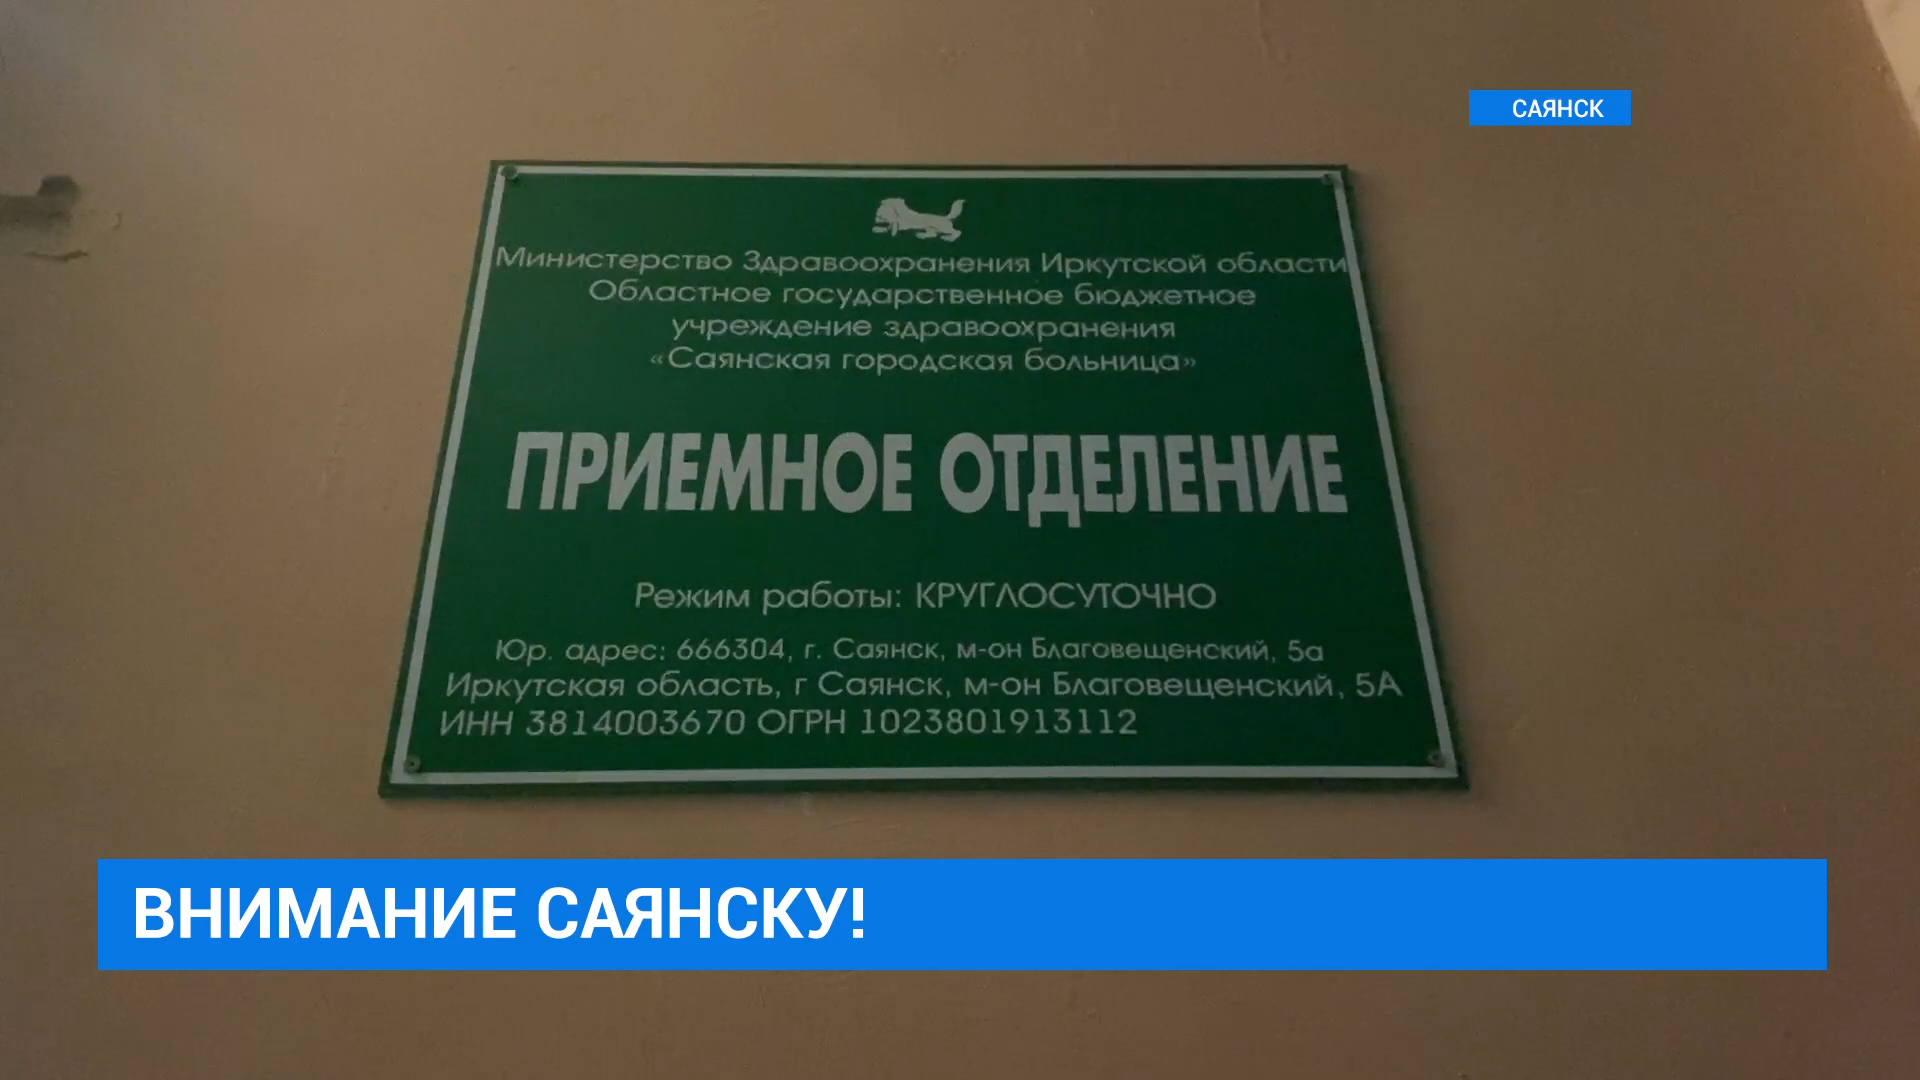 САЯНСК
Министерство Здравоохранения Иркутской области
Областное государственное бюджетное
учреждение здравоохранения
«Саянская городская больница»
ПРИЕМНОЕ ОТДЕЛЕНИЕ
Режим работы: КРУГЛОСУТОЧНО
Юр. адрес: 666304, г. Саянск, м-он Благовещенский, 5а
Иркутская область, г Саянск, м-он Благовещенский, 5А
ИНН 3814003670 ОГРН 1023801913112
ВНИМАНИЕ САЯНСКУ!